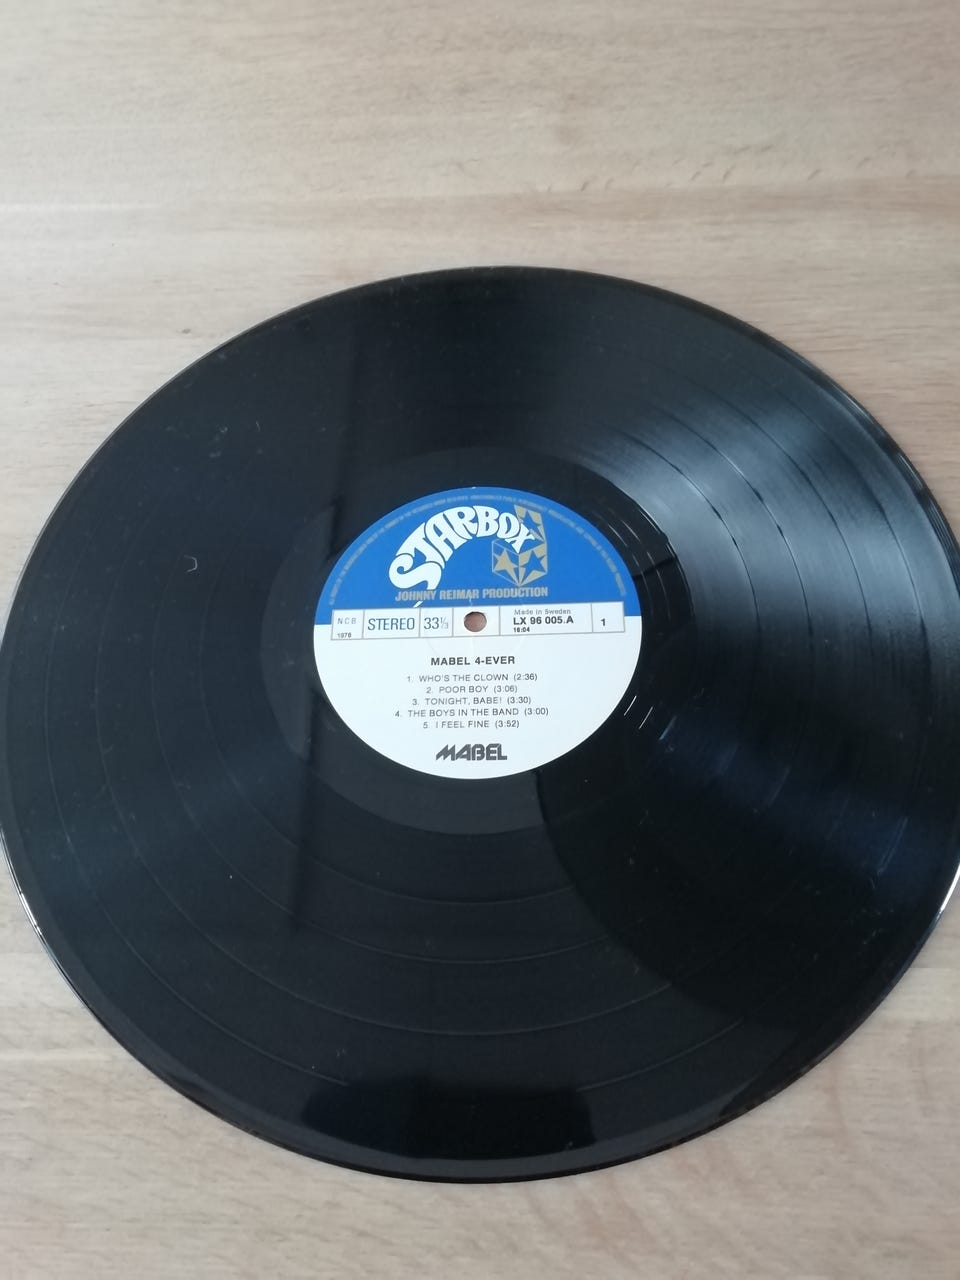 STARBOX
JOHNNY REIMAR PRODUCTION
NCB
1978
STEREO
33⅓
Made in Sweden
LX 96 005.A
16:04
1
MABEL 4-EVER
1. WHO'S THE CLOWN (2:36)
2. POOR BOY (3:06)
3. TONIGHT, BABE! (3:30)
4. THE BOYS IN THE BAND (3:00)
5. I FEEL FINE (3:52)
MABEL